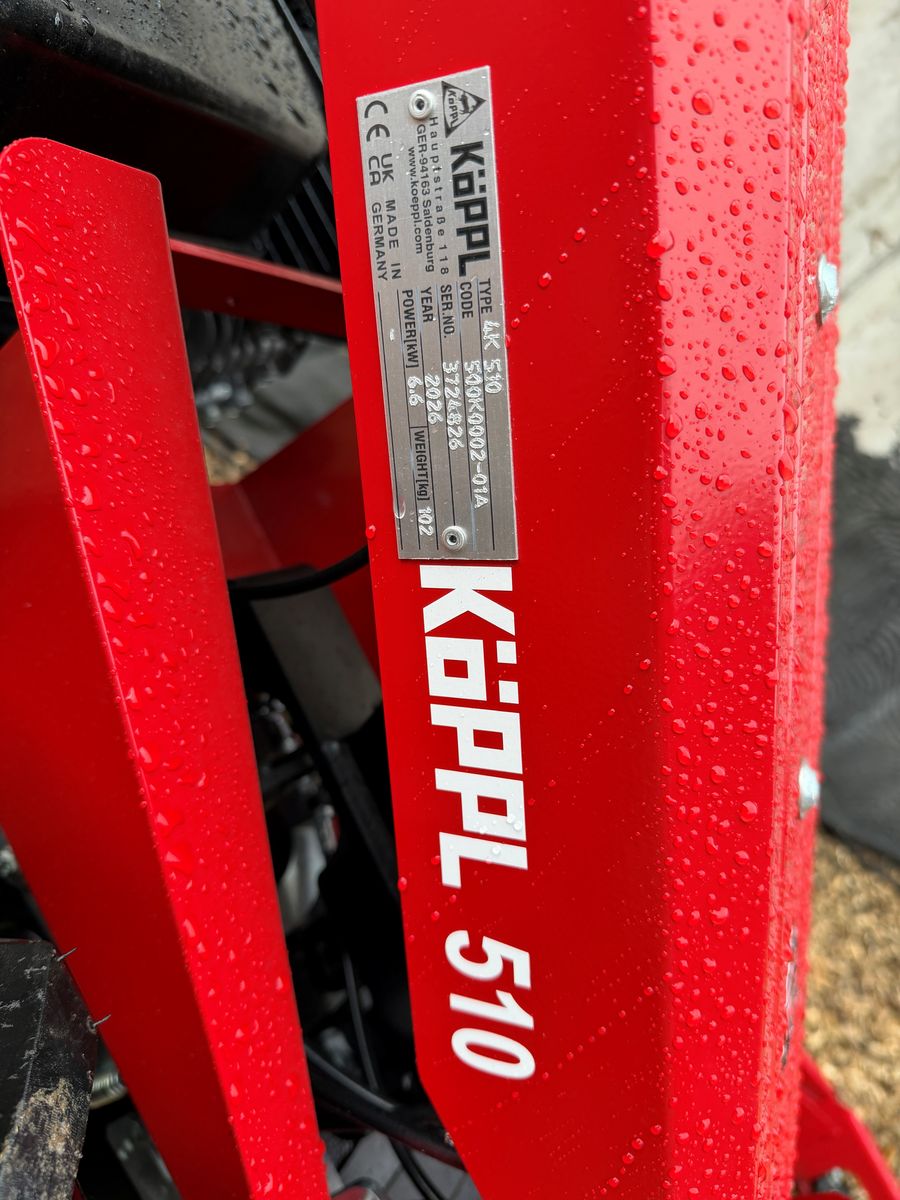 KöPPL
KöPPL
Hauptstraße 118
GER-94163 Saldenburg
www.koeppl.com
CE UK CA MADE IN GERMANY
TYPE 4K 510
CODE 500K0002-01A
SER.NO. 3724826
YEAR 2026
POWER[kW] 6.6 WEIGHT[kg] 102
KöPPL 510